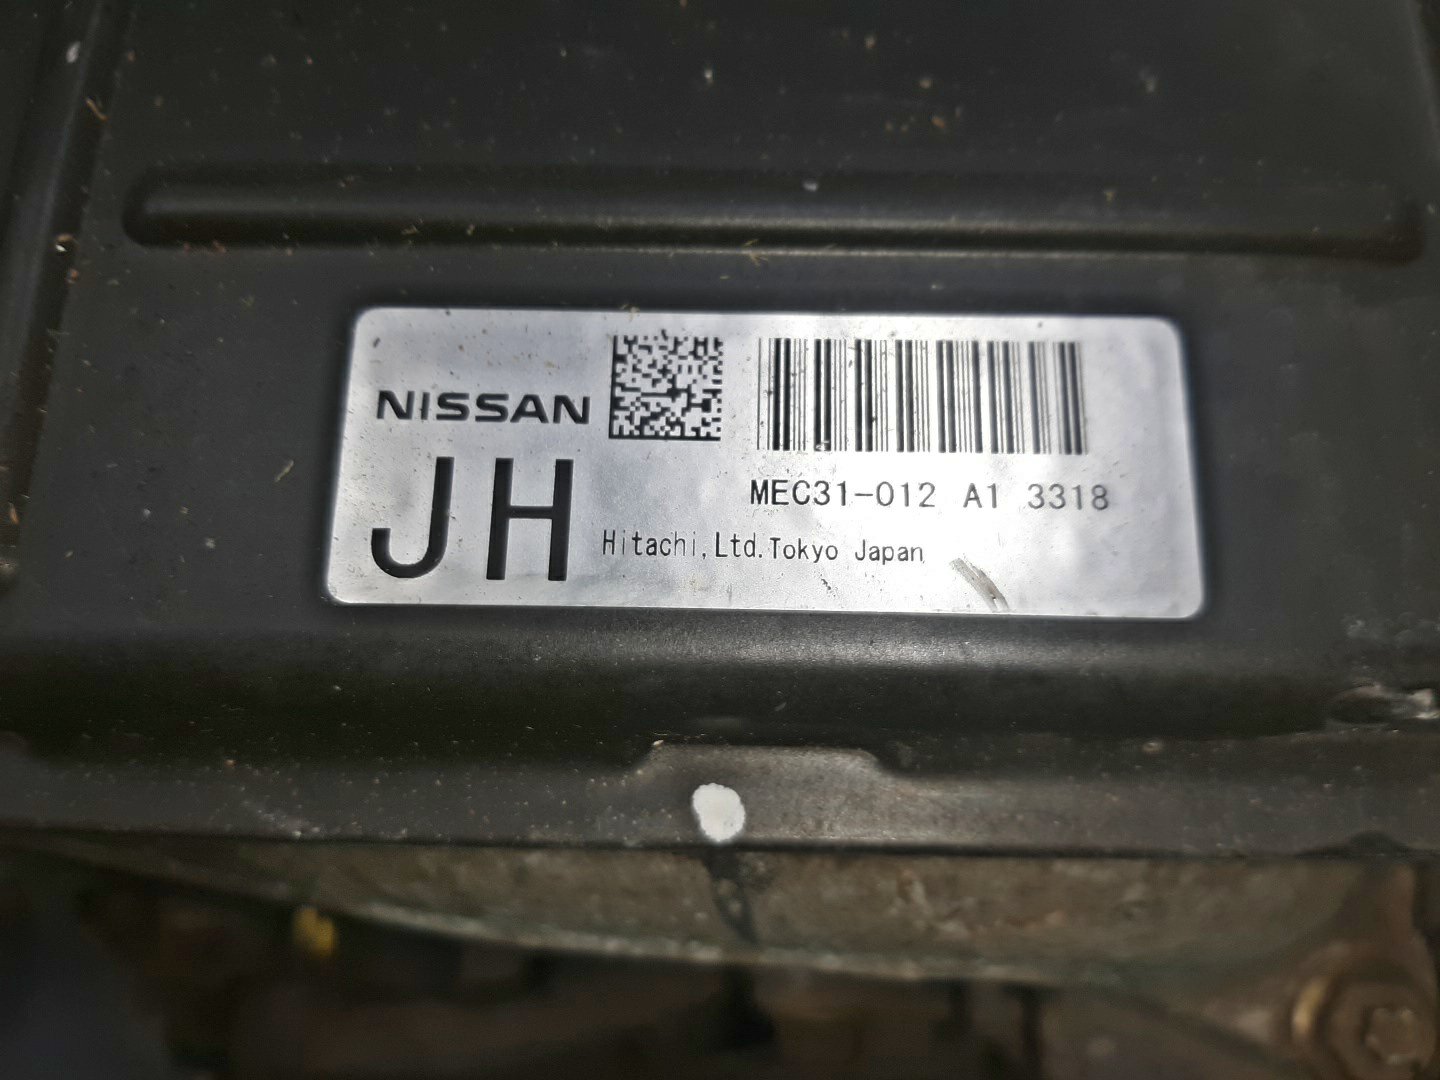 NISSAN
JH
MEC31-012 A1 3318
Hitachi,Ltd.Tokyo Japan